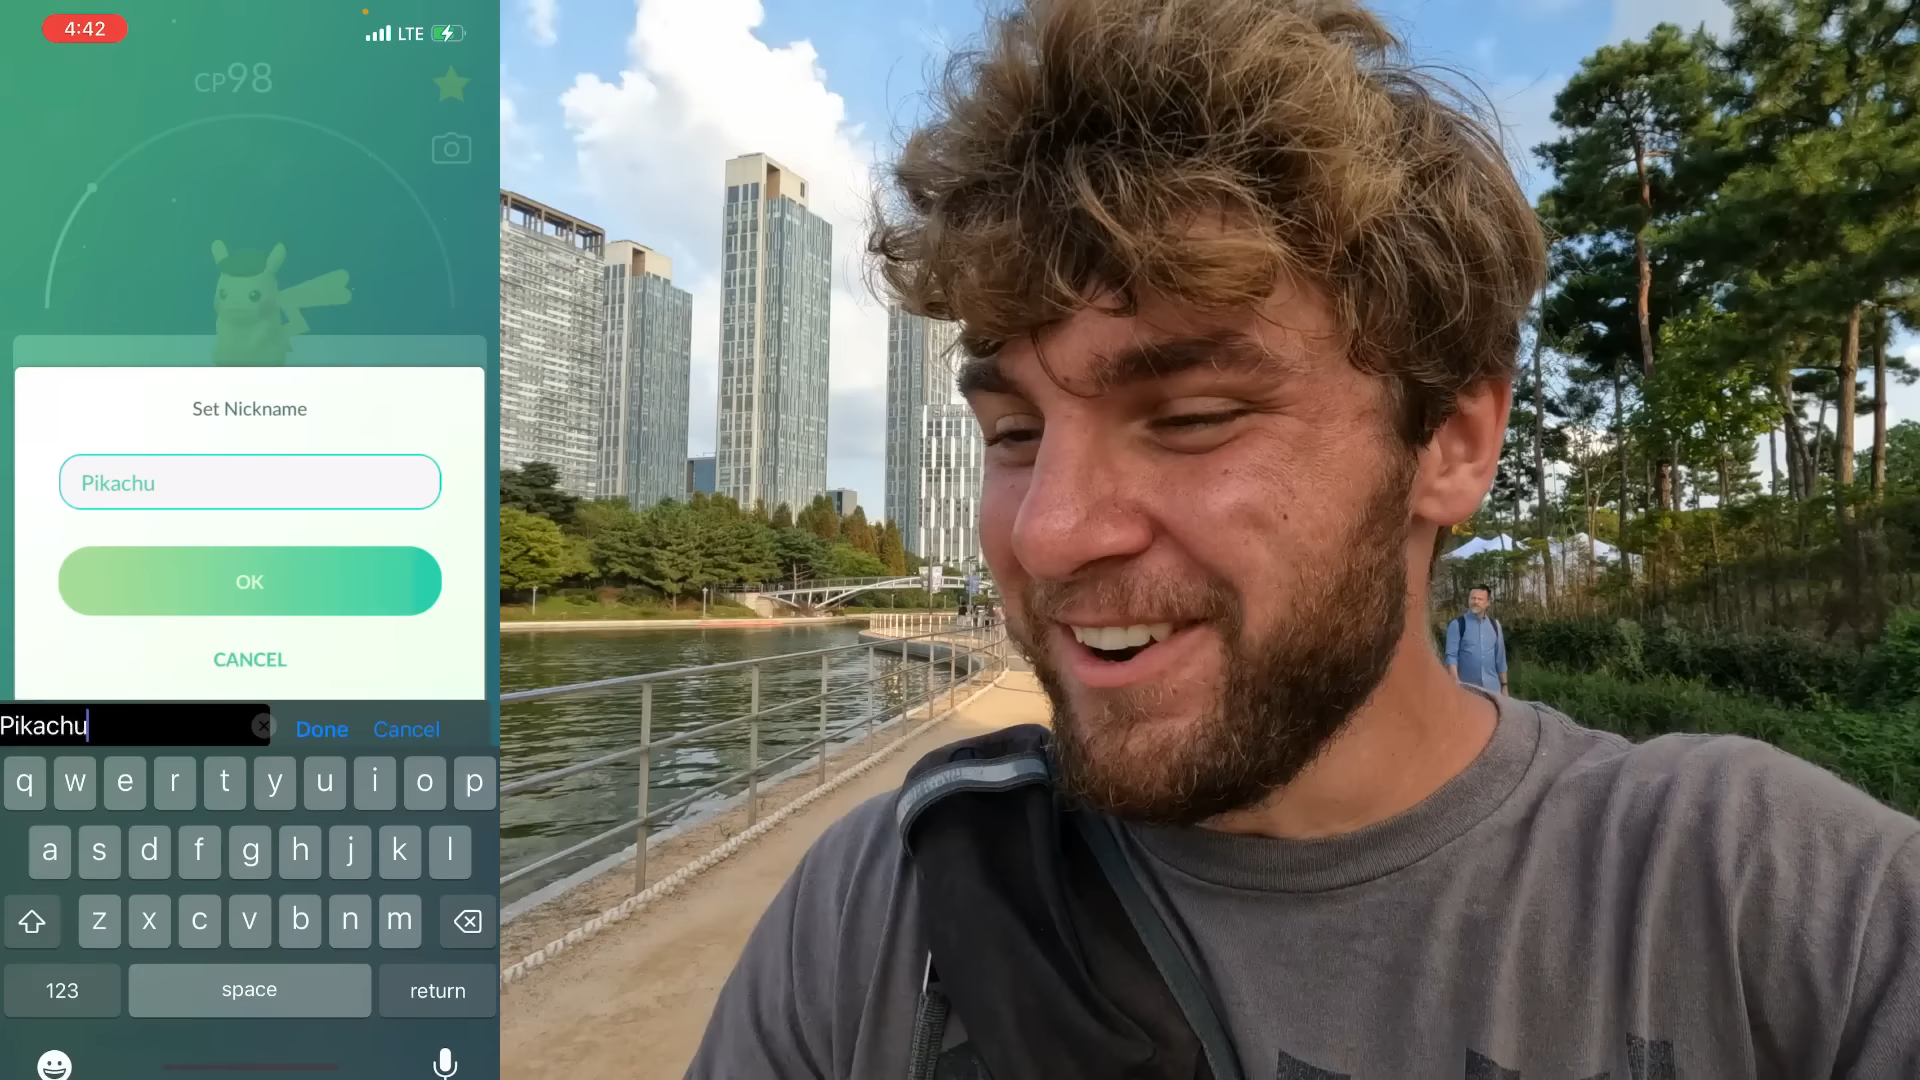 4:42
LTE
CP98
Set Nickname
Pikachu
OK
CANCEL
Pikachu
Done Cancel
q w e r t y u i o p
a s d f g h j k l
z x c v b n m
123 space return